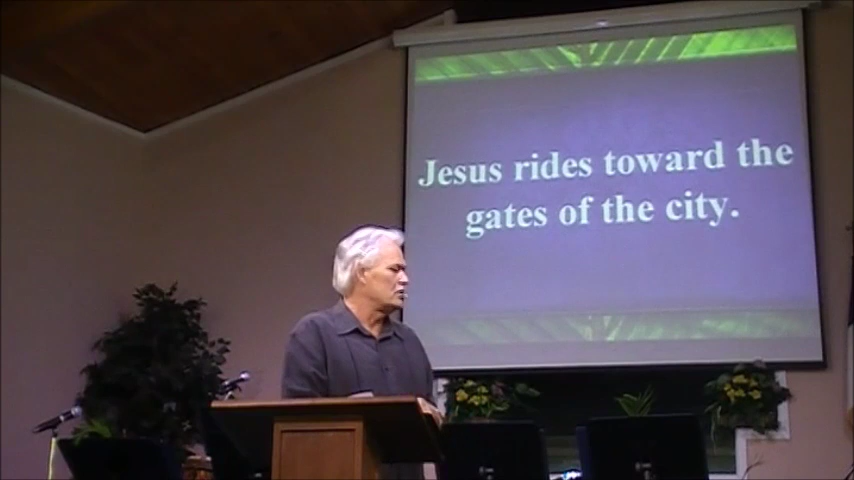 Jesus rides toward the
gates of the city.